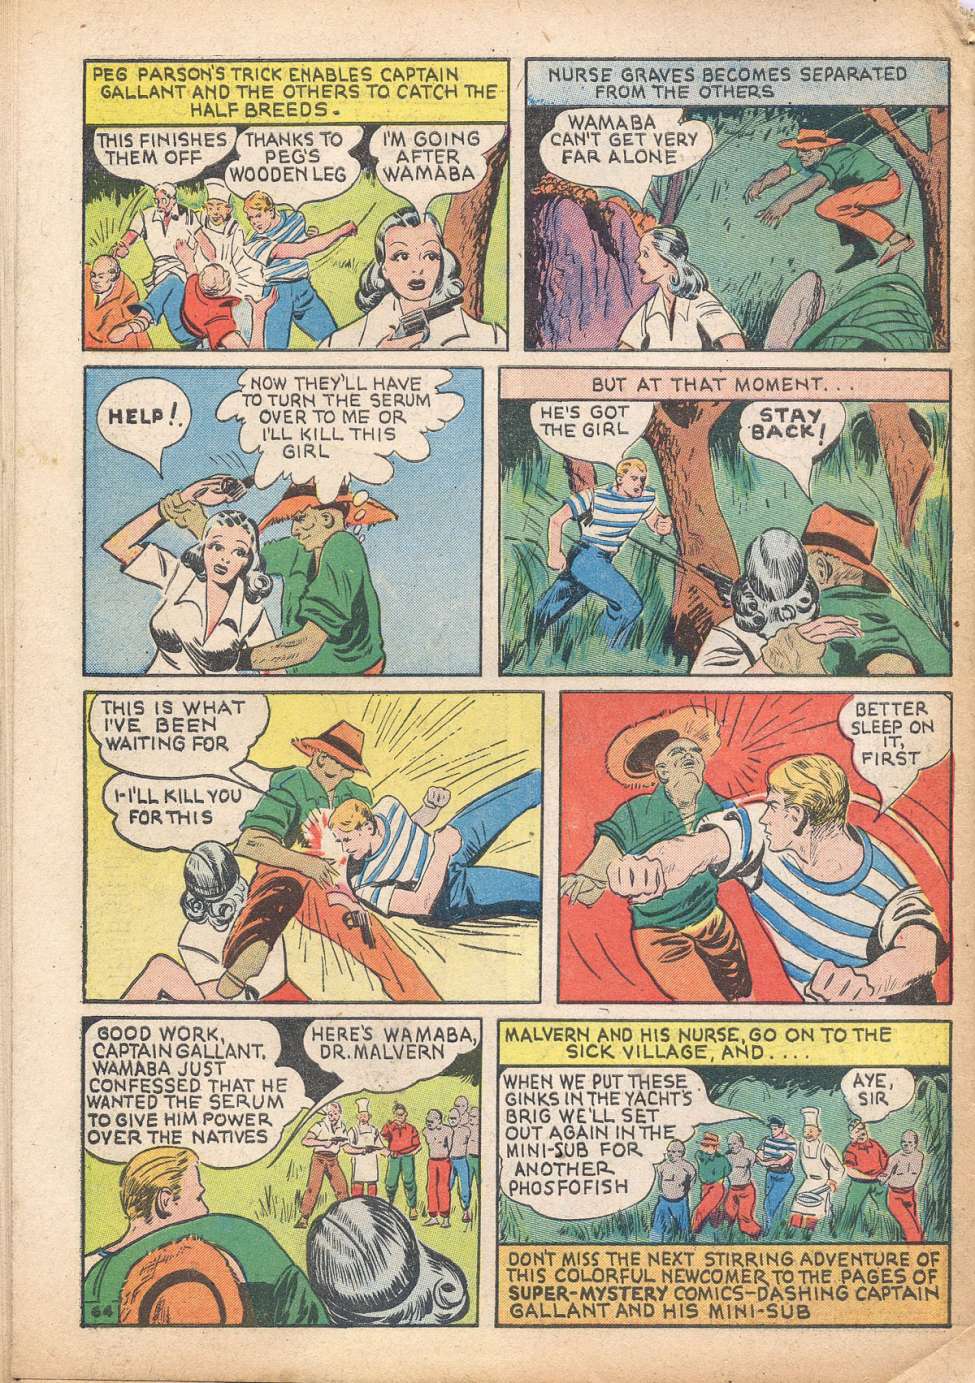 PEG PARSON'S TRICK ENABLES CAPTAIN
GALLANT AND THE OTHERS TO CATCH THE
HALF BREEDS.
THIS FINISHES
THEM OFF
THANKS TO
PEG'S
WOODEN LEG
I'M GOING
AFTER
WAMABA
NURSE GRAVES BECOMES SEPARATED
FROM THE OTHERS
WAMABA
CAN'T GET VERY
FAR ALONE
HELP!
NOW THEY'LL HAVE
TO TURN THE SERUM
OVER TO ME OR
I'LL KILL THIS
GIRL
BUT AT THAT MOMENT...
HE'S GOT
THE GIRL
STAY
BACK!
THIS IS WHAT
I'VE BEEN
WAITING FOR
I-I'LL KILL YOU
FOR THIS
BETTER
SLEEP ON
IT,
FIRST
GOOD WORK,
CAPTAIN GALLANT.
WAMABA JUST
CONFESSED THAT HE
WANTED THE SERUM
TO GIVE HIM POWER
OVER THE NATIVES
HERE'S WAMABA,
DR. MALVERN
64
MALVERN AND HIS NURSE, GO ON TO THE
SICK VILLAGE, AND....
WHEN WE PUT THESE
GINKS IN THE YACHT'S
BRIG WE'LL SET
OUT AGAIN IN THE
MINI-SUB FOR
ANOTHER
PHOSFOFISH
AYE,
SIR
DON'T MISS THE NEXT STIRRING ADVENTURE OF
THIS COLORFUL NEWCOMER TO THE PAGES OF
SUPER-MYSTERY COMICS-DASHING CAPTAIN
GALLANT AND HIS MINI-SUB